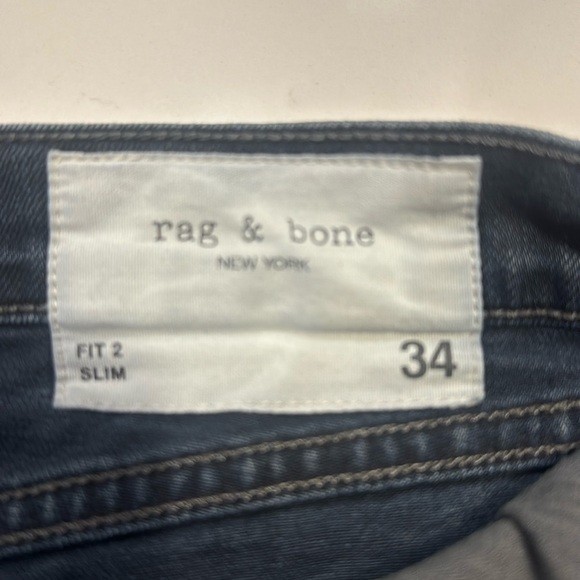 rag & bone
NEW YORK
FIT 2
SLIM
34